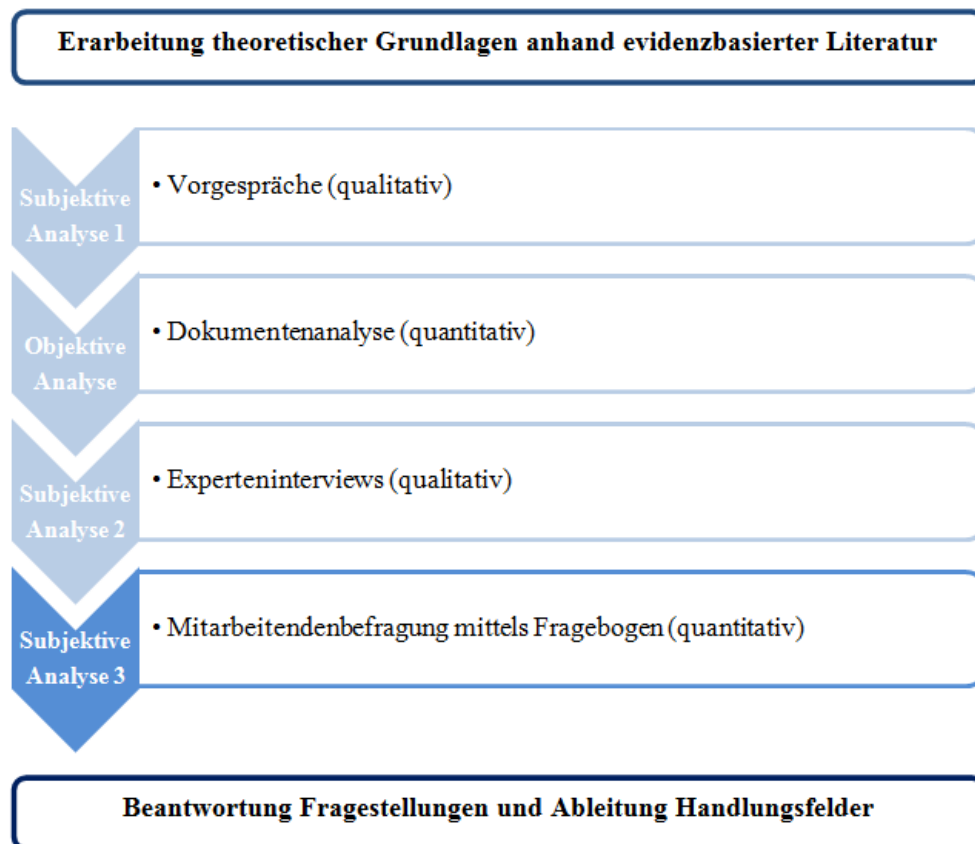 Erarbeitung theoretischer Grundlagen anhand evidenzbasierter Literatur
Subjektive
Analyse 1
• Vorgespräche (qualitativ)
Objektive
Analyse
• Dokumentenanalyse (quantitativ)
Subjektive
Analyse 2
• Experteninterviews (qualitativ)
Subjektive
Analyse 3
• Mitarbeitendenbefragung mittels Fragebogen (quantitativ)
Beantwortung Fragestellungen und Ableitung Handlungsfelder